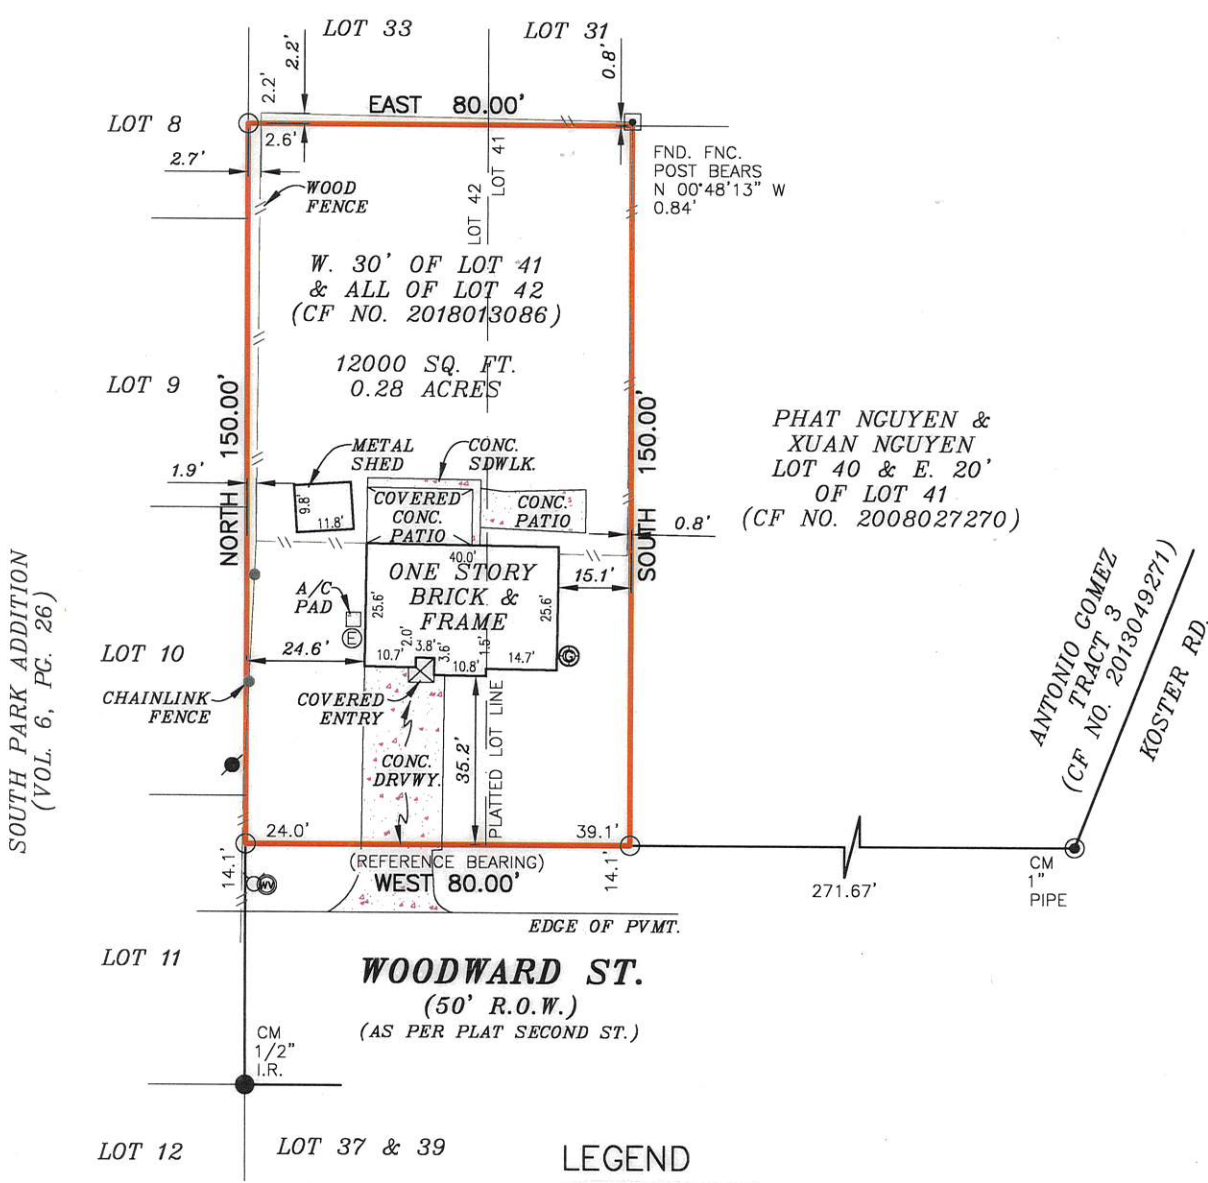 LOT 33
LOT 31
2.2'
2.2'
0.8'
EAST 80.00'
LOT 8
2.6'
2.7'
WOOD
FENCE
LOT 42
LOT 41
FND. FNC.
POST BEARS
N 00°48'13" W
0.84'
W. 30' OF LOT 41
& ALL OF LOT 42
(CF NO. 2018013086)
12000 SQ. FT.
0.28 ACRES
LOT 9
NORTH 150.00'
SOUTH 150.00'
PHAT NGUYEN &
XUAN NGUYEN
LOT 40 & E. 20'
OF LOT 41
(CF NO. 2008027270)
METAL
SHED
CONC.
SDWLK.
1.9'
9.8'
11.8'
COVERED
CONC.
PATIO
CONC.
PATIO
0.8'
40.0'
ONE STORY
BRICK &
FRAME
25.6'
25.6'
15.1'
A/C
PAD
E
24.6'
10.7'
2.0'
3.8'
3.6'
10.8'
1.5'
14.7'
G
LOT 10
CHAINLINK
FENCE
COVERED
ENTRY
CONC.
DRVWY.
35.2'
PLATTED LOT LINE
SOUTH PARK ADDITION
(VOL. 6, PG. 26)
ANTONIO GOMEZ
TRACT 3
(CF NO. 2013049271)
KOSTER RD.
24.0'
39.1'
(REFERENCE BEARING)
WEST 80.00'
14.1'
14.1'
WV
271.67'
CM
1"
PIPE
EDGE OF PVMT.
LOT 11
WOODWARD ST.
(50' R.O.W.)
(AS PER PLAT SECOND ST.)
CM
1/2"
I.R.
LOT 12
LOT 37 & 39
LEGEND